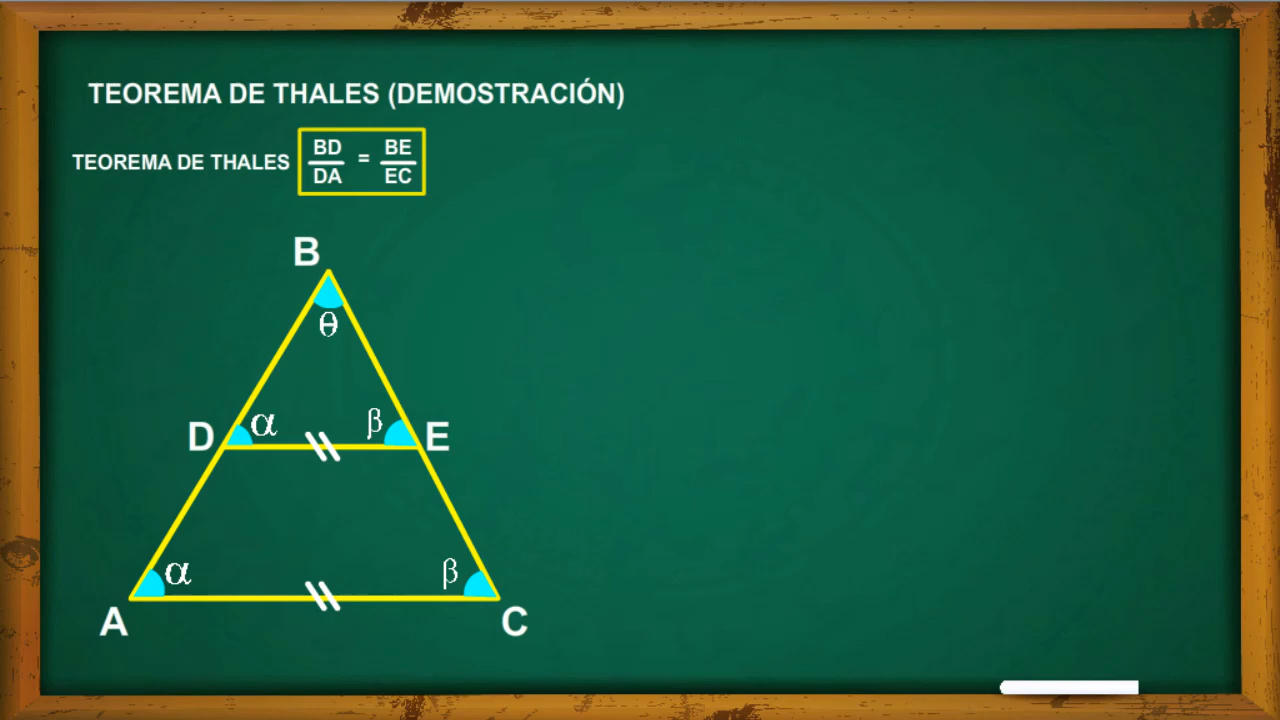 TEOREMA DE THALES (DEMOSTRACIÓN)
TEOREMA DE THALES BD/DA = BE/EC
B
θ
D α β E
α β
A C